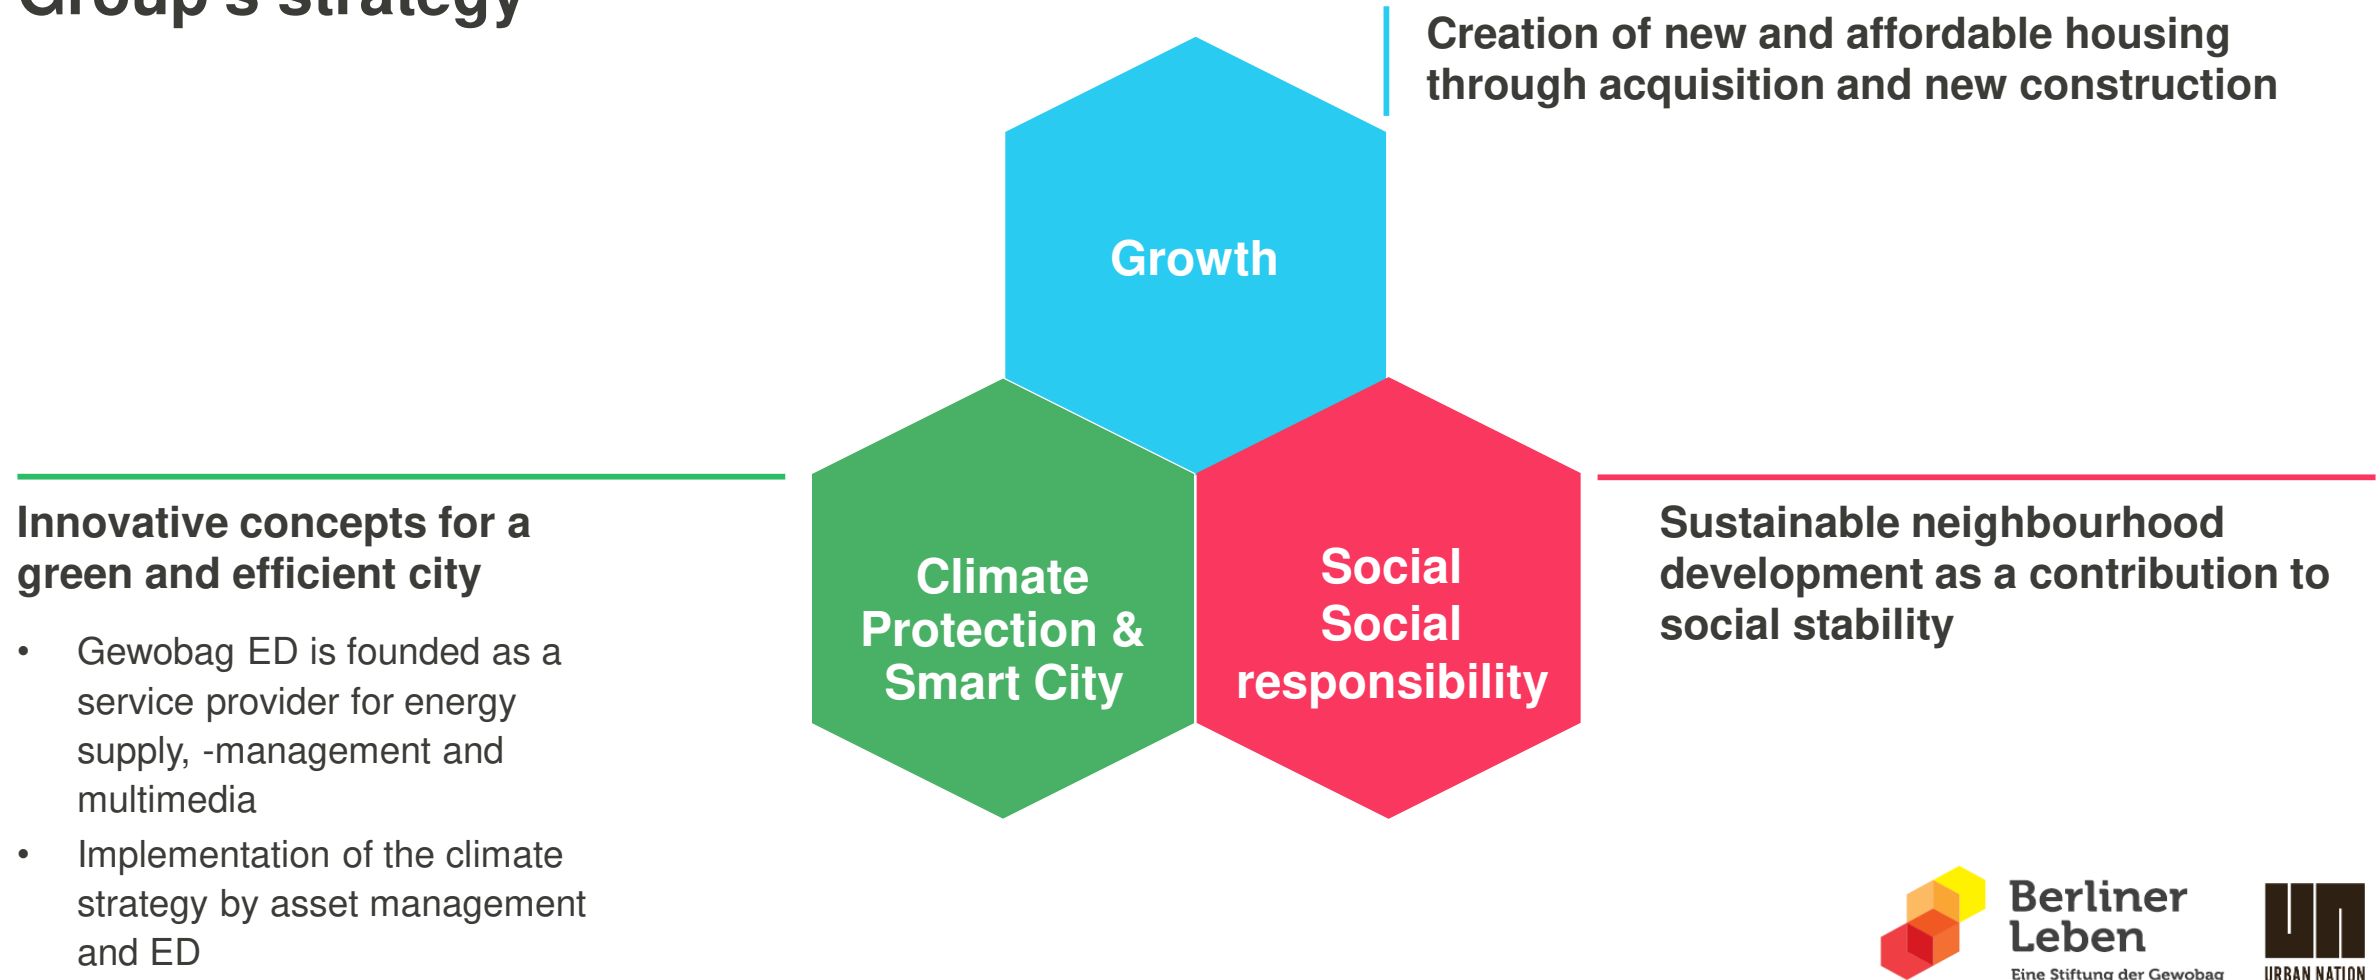 Group's strategy
Creation of new and affordable housing
through acquisition and new construction
Growth
Innovative concepts for a
green and efficient city
• Gewobag ED is founded as a
service provider for energy
supply, -management and
multimedia
• Implementation of the climate
strategy by asset management
and ED
Climate
Protection &
Smart City
Social
Social
responsibility
Sustainable neighbourhood
development as a contribution to
social stability
Berliner
Leben
Eine Stiftung der Gewobag
UN
URBAN NATION